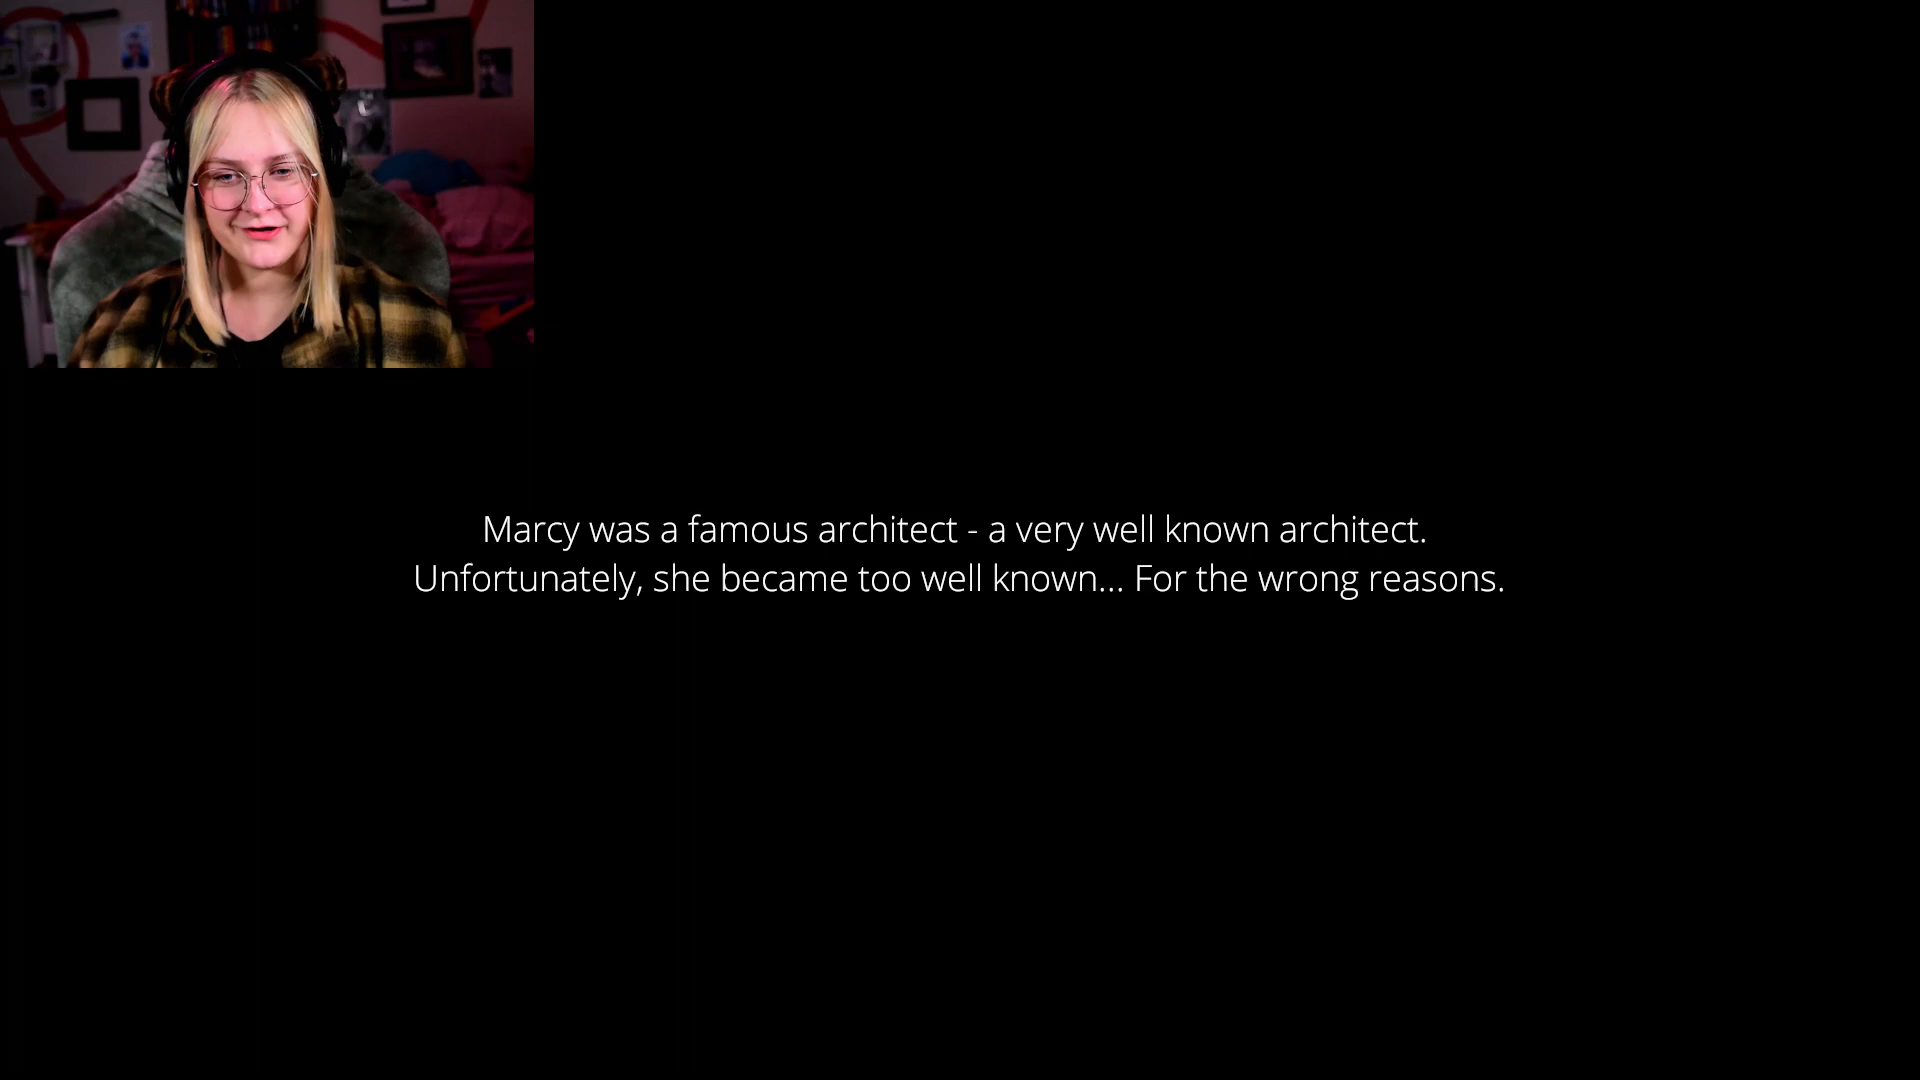 Marcy was a famous architect - a very well known architect.
Unfortunately, she became too well known... For the wrong reasons.